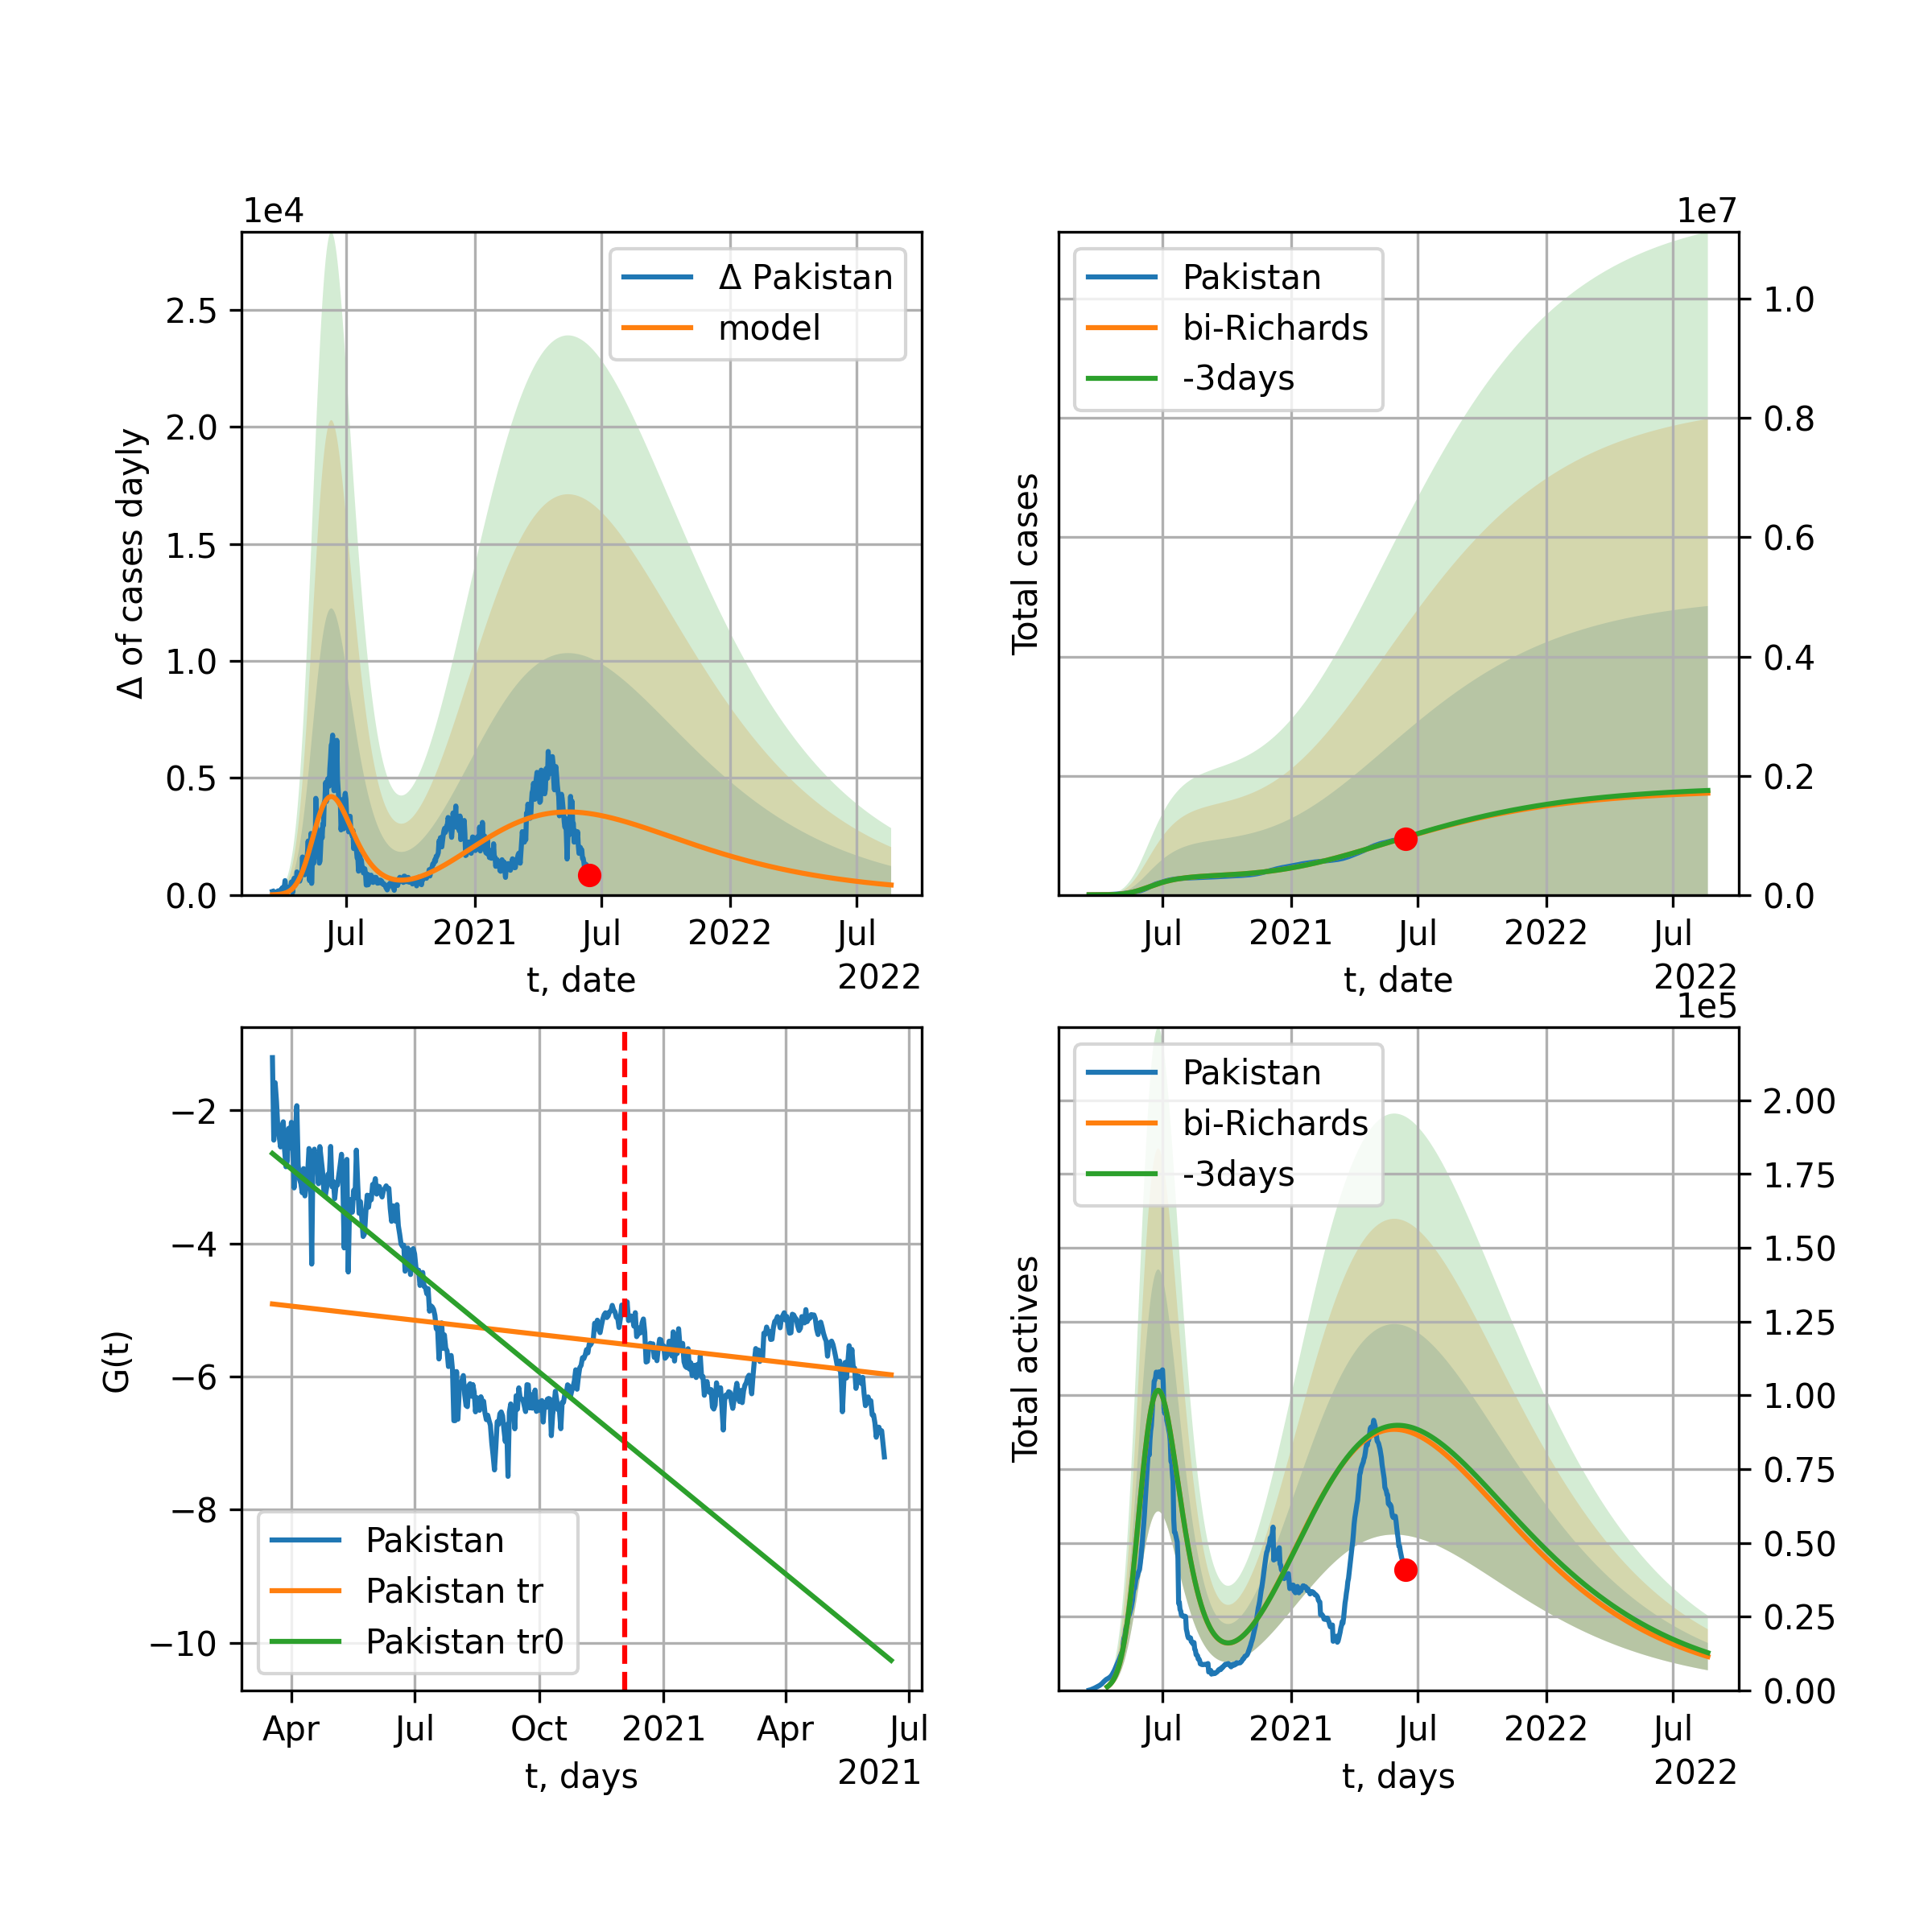 1e4
Δ of cases dayly
2.5
2.0
1.5
1.0
0.5
0.0
Δ Pakistan
model
Jul 2021 Jul 2022 Jul
2022
t, date
1e7
Total cases
Pakistan
bi-Richards
-3days
1.0
0.8
0.6
0.4
0.2
0.0
Jul 2021 Jul 2022 Jul
2022
t, date
G(t)
−2
−4
−6
−8
−10
Pakistan
Pakistan tr
Pakistan tr0
Apr Jul Oct 2021 Apr Jul
2021
t, days
1e5
Total actives
Pakistan
bi-Richards
-3days
2.00
1.75
1.50
1.25
1.00
0.75
0.50
0.25
0.00
Jul 2021 Jul 2022 Jul
2022
t, days